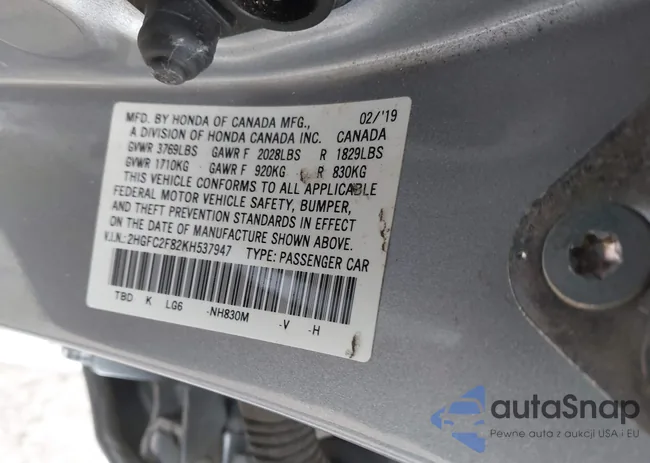 MFD. BY HONDA OF CANADA MFG., 02/'19
A DIVISION OF HONDA CANADA INC. CANADA
GVWR 3769LBS GAWR F 2028LBS R 1829LBS
GVWR 1710KG GAWR F 920KG R 830KG
THIS VEHICLE CONFORMS TO ALL APPLICABLE
FEDERAL MOTOR VEHICLE SAFETY, BUMPER,
AND THEFT PREVENTION STANDARDS IN EFFECT
ON THE DATE OF MANUFACTURE SHOWN ABOVE.
V.I.N.:2HGFC2F82KH537947 TYPE:PASSENGER CAR
TBD K LG6 -NH830M -V -H
autaSnap
Pewne auta z aukcji USA i EU